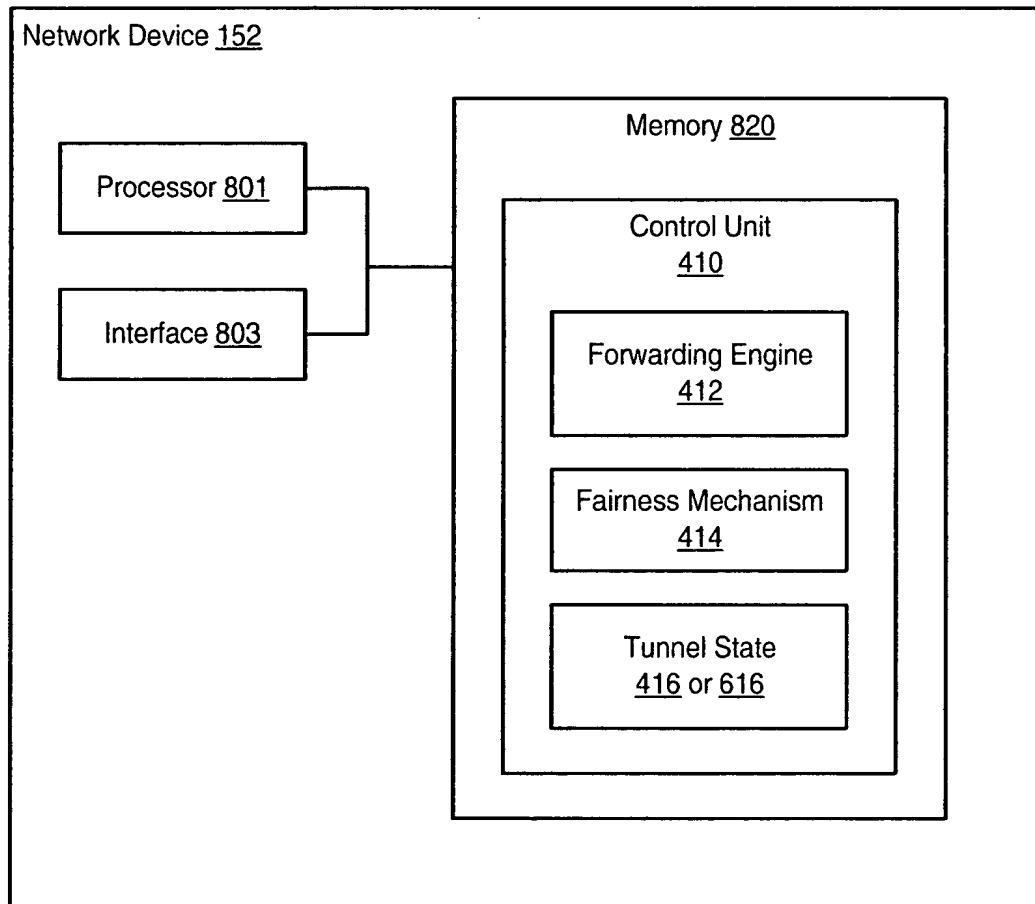 Network Device 152
Memory 820
Processor 801
Interface 803
Control Unit
410
Forwarding Engine
412
Fairness Mechanism
414
Tunnel State
416 or 616